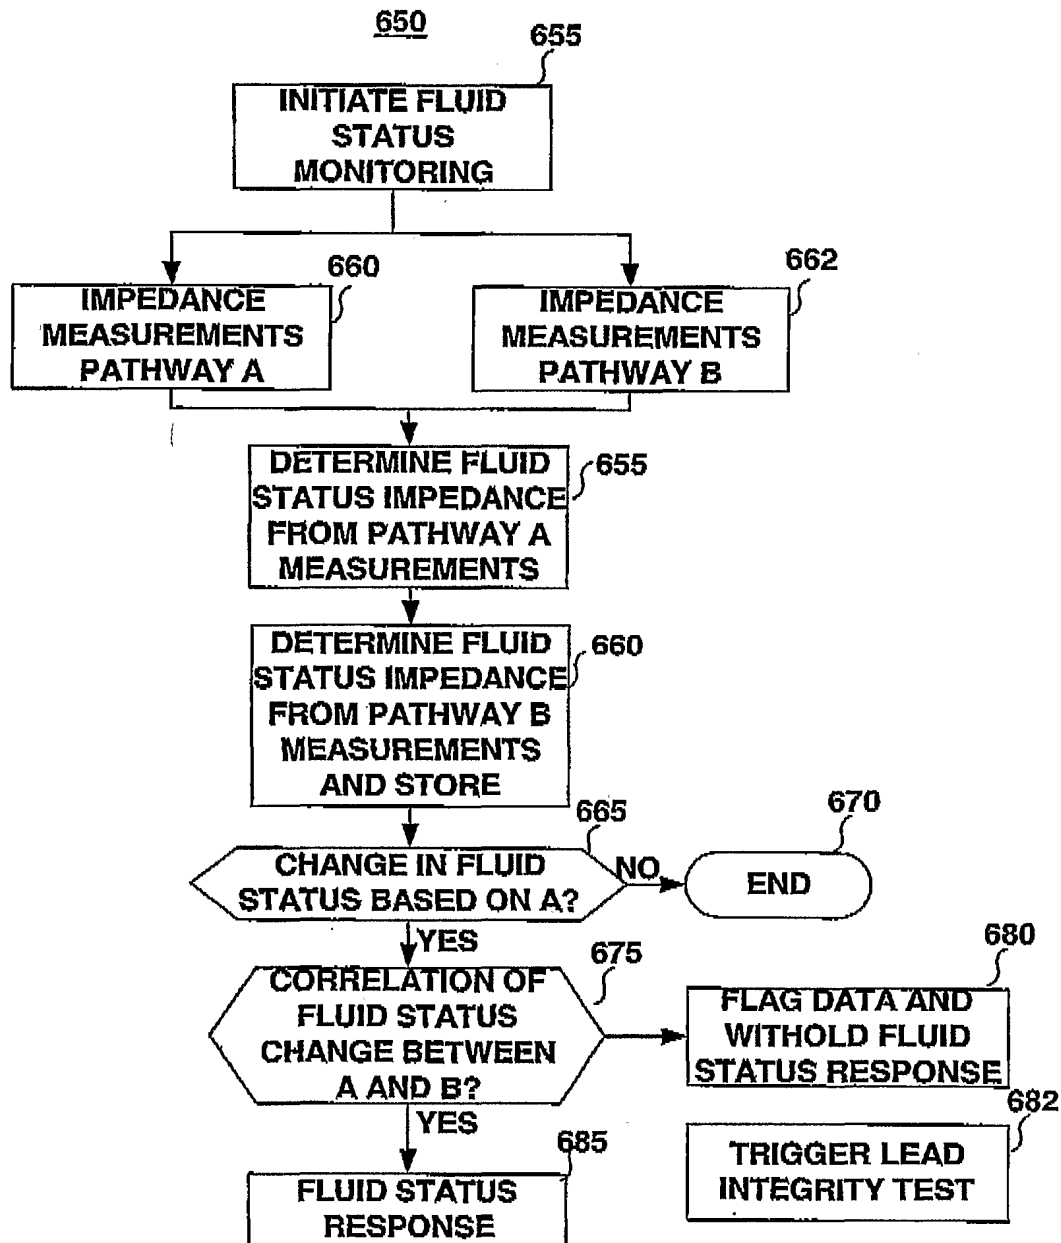 650
655
INITIATE FLUID
STATUS
MONITORING
660
IMPEDANCE
MEASUREMENTS
PATHWAY A
662
IMPEDANCE
MEASUREMENTS
PATHWAY B
655
DETERMINE FLUID
STATUS IMPEDANCE
FROM PATHWAY A
MEASUREMENTS
660
DETERMINE FLUID
STATUS IMPEDANCE
FROM PATHWAY B
MEASUREMENTS
AND STORE
665
CHANGE IN FLUID
STATUS BASED ON A?
NO
670
END
YES
675
CORRELATION OF
FLUID STATUS
CHANGE BETWEEN
A AND B?
680
FLAG DATA AND
WITHOLD FLUID
STATUS RESPONSE
682
TRIGGER LEAD
INTEGRITY TEST
YES
685
FLUID STATUS
RESPONSE